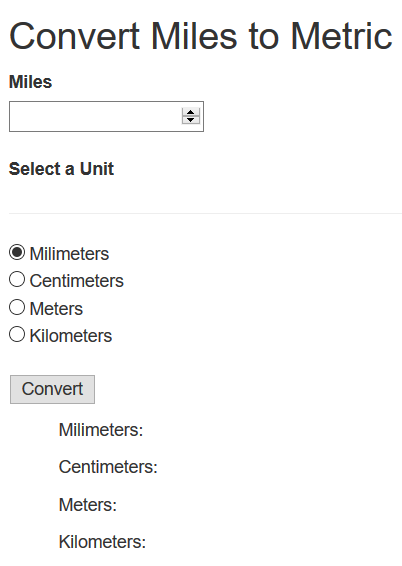 Convert Miles to Metric
Miles
Select a Unit
Milimeters
Centimeters
Meters
Kilometers
Convert
Milimeters:
Centimeters:
Meters:
Kilometers: